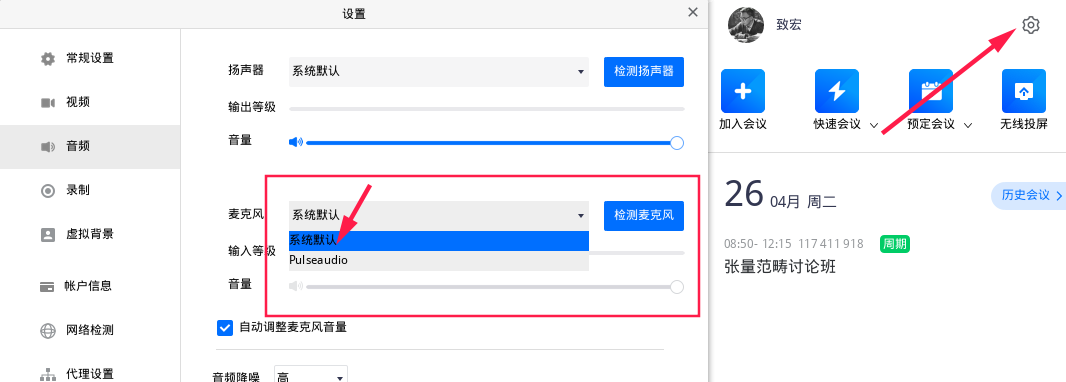 设置
常规设置
视频
音频
录制
虚拟背景
帐户信息
网络检测
代理设置
扬声器
系统默认
检测扬声器
输出等级
音量
麦克风
系统默认
检测麦克风
系统默认
Pulseaudio
输入等级
音量
自动调整麦克风音量
音频降噪
高
致宏
加入会议
快速会议
预定会议
无线投屏
26 04月 周二
历史会议
08:50- 12:15 117 411 918 周期
张量范畴讨论班